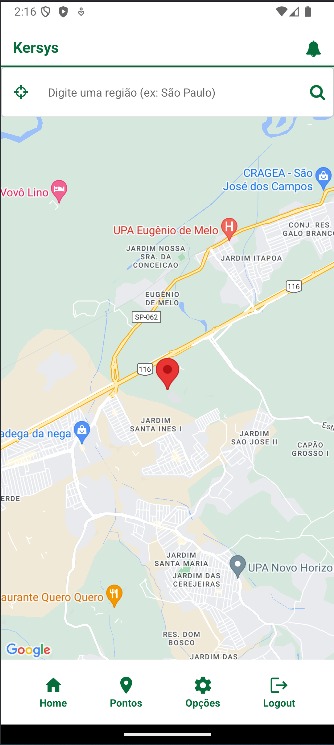 2:16
Kersys
Digite uma região (ex: São Paulo)
CRAGEA - São
José dos Campos
Vovô Lino
UPA Eugênio de Melo
CONJ. RES.
GALO BRANCO
JARDIM NOSSA
SRA. DA
CONCEICAO
JARDIM ITAPOA
116
EUGÊNIO
DE MELO
SP-062
116
JARDIM
SANTA INES I
adega da nega
JARDIM
SAO JOSE II
CAPÃO
GROSSO I
Est
ERDE
JARDIM
SANTA MARIA
JARDIM DAS
CEREJEIRAS
UPA Novo Horizo
aurante Quero Quero
RES. DOM
BOSCO
JARDIM DAS
Google
Home
Pontos
Opções
Logout